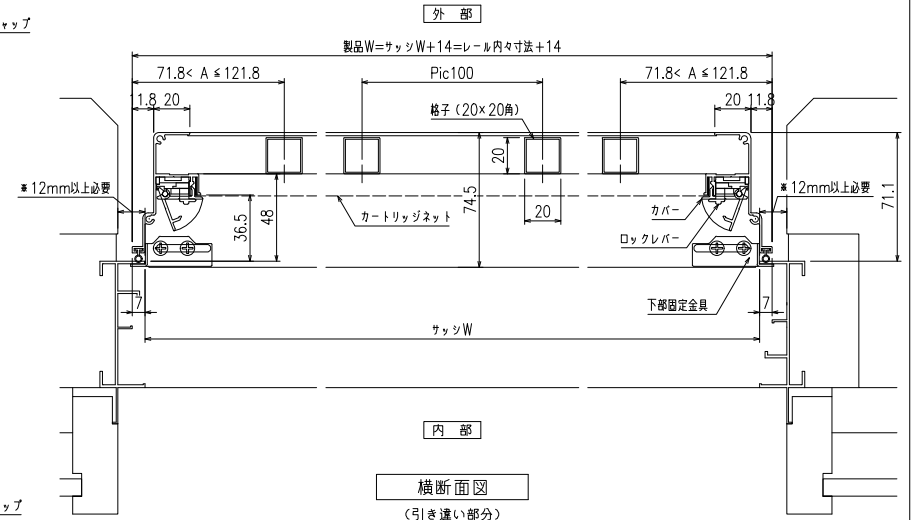 外 部
ャップ
製品W=サッシW+14=レール内々寸法+14
71.8< A ≦121.8
Pic100
71.8< A ≦121.8
11.8
20
格子(20×20角)
20
11.8
20
※12mm以上必要
※12mm以上必要
74.5
71.1
36.5
48
カートリッジネット
20
カバー
ロックレバー
7
下部固定金具
7
サッシW
内 部
横断面図
(引き違い部分)
ップ